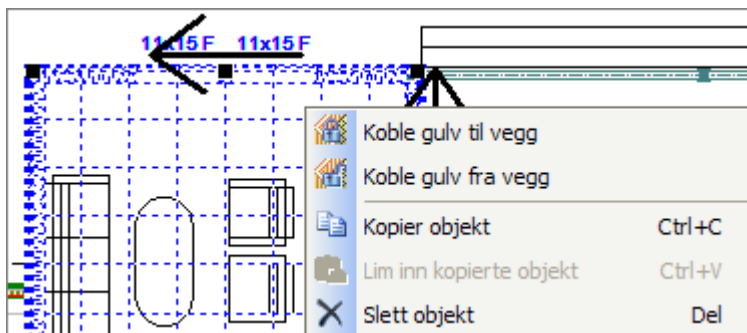 11x15 F 11x15 F
Koble gulv til vegg
Koble gulv fra vegg
Kopier objekt Ctrl+C
Lim inn kopierte objekt Ctrl+V
Slett objekt Del